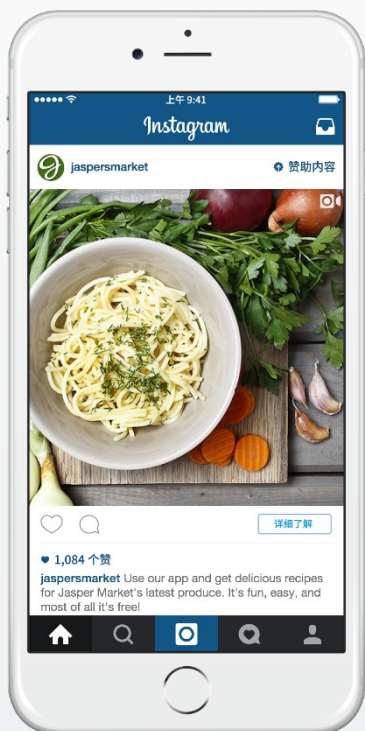 上午 9:41
Instagram
jaspersmarket
赞助内容
详细了解
1,084 个赞
jaspersmarket Use our app and get delicious recipes
for Jasper Market's latest produce. It's fun, easy, and
most of all it's free!